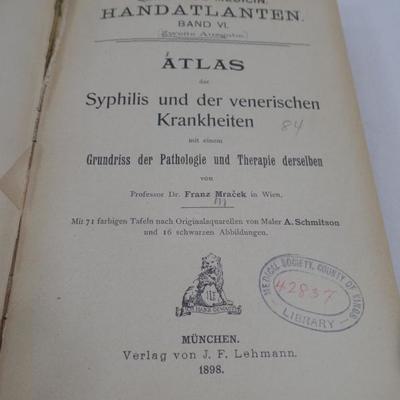 MEDICIN.
HANDATLANTEN.
BAND VI.
(Zweite Ausgabe)
ATLAS
der
Syphilis und der venerischen
Krankheiten
84
mit einem
Grundriss der Pathologie und Therapie derselben
von
Professor Dr. Franz Mraček in Wien.
M
Mit 71 farbigen Tafeln nach Originalaquarellen von Maler A. Schmitson
und 16 schwarzen Abbildungen.
MEDICAL SOCIETY, COUNTY OF KINGS
42837
LIBRARY
MÜNCHEN.
Verlag von J. F. Lehmann.
1898.